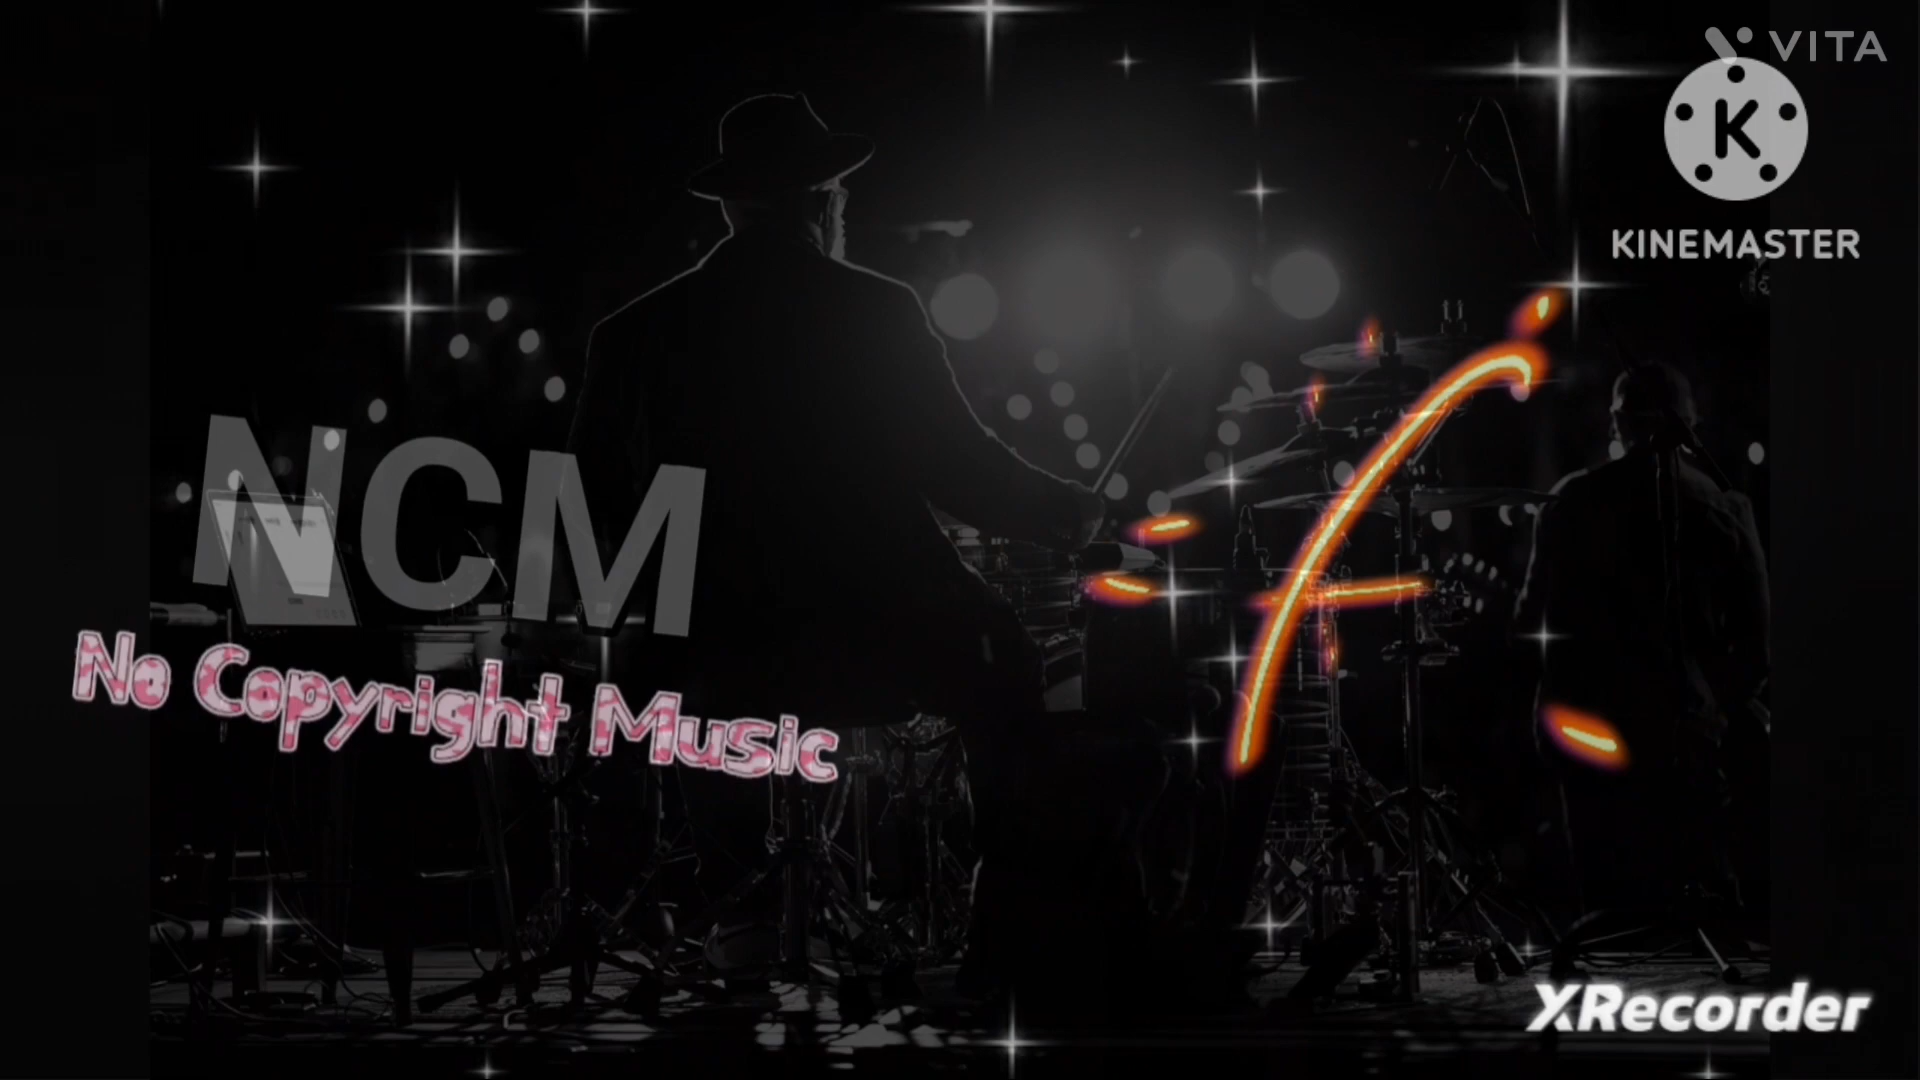 VITA
K
KINEMASTER
NCM
No Copyright Music
XRecorder